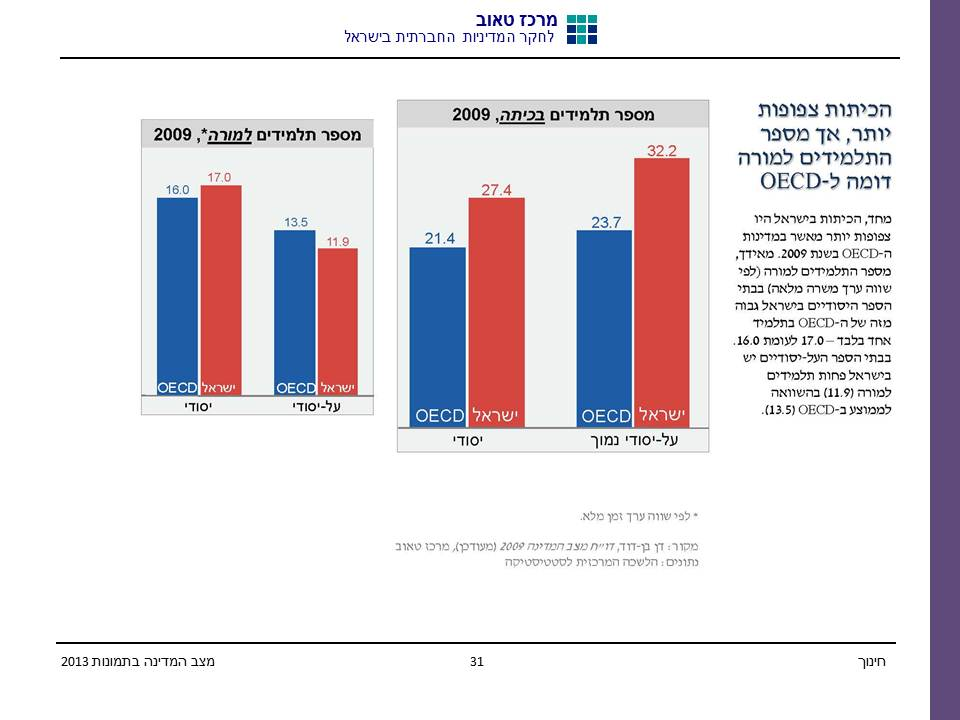 מרכז טאוב
לחקר המדיניות החברתית בישראל
הכיתות צפופות
יותר, אך מספר
התלמידים למורה
דומה ל-OECD
מחד, הכיתות בישראל היו
צפופות יותר מאשר במדינות
ה-OECD בשנת 2009. מאידך,
מספר התלמידים למורה (לפי
שווה ערך משרה מלאה) בבתי
הספר היסודיים בישראל גבוה
מזה של ה-OECD בתלמיד
אחד בלבד – 17.0 לעומת 16.0.
בבתי הספר העל-יסודיים יש
בישראל פחות תלמידים
למורה (11.9) בהשוואה
לממוצע ב-OECD (13.5).
מספר תלמידים בכיתה, 2009
32.2
27.4
23.7
21.4
OECD ישראל OECD ישראל
יסודי על-יסודי נמוך
מספר תלמידים למורה*, 2009
17.0
16.0
13.5
11.9
OECD ישראל OECD ישראל
יסודי על-יסודי
* לפי שווה ערך זמן מלא.
מקור: דן בן-דוד, דו״ח מצב המדינה 2009 (מעודכן), מרכז טאוב
נתונים: הלשכה המרכזית לסטטיסטיקה
חינוך
31
מצב המדינה בתמונות 2013